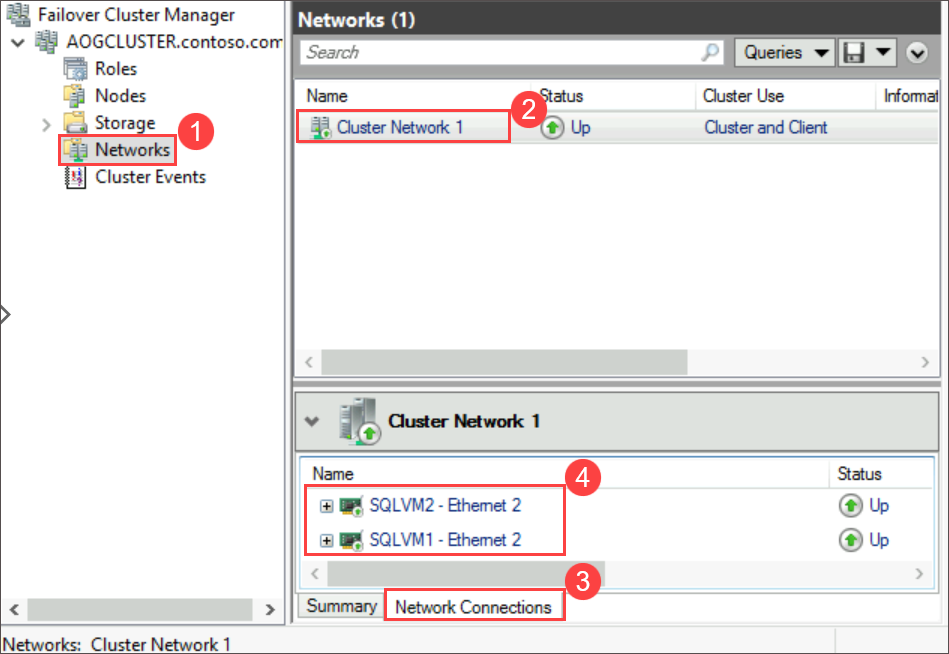 Failover Cluster Manager
AOGCLUSTER.contoso.com
Roles
Nodes
Storage
Networks
1
Cluster Events
Networks (1)
Search
Queries
Name Status Cluster Use Informat
2
Cluster Network 1 Up Cluster and Client
Cluster Network 1
Name Status
4
SQLVM2 - Ethernet 2 Up
SQLVM1 - Ethernet 2 Up
3
Summary Network Connections
Networks: Cluster Network 1